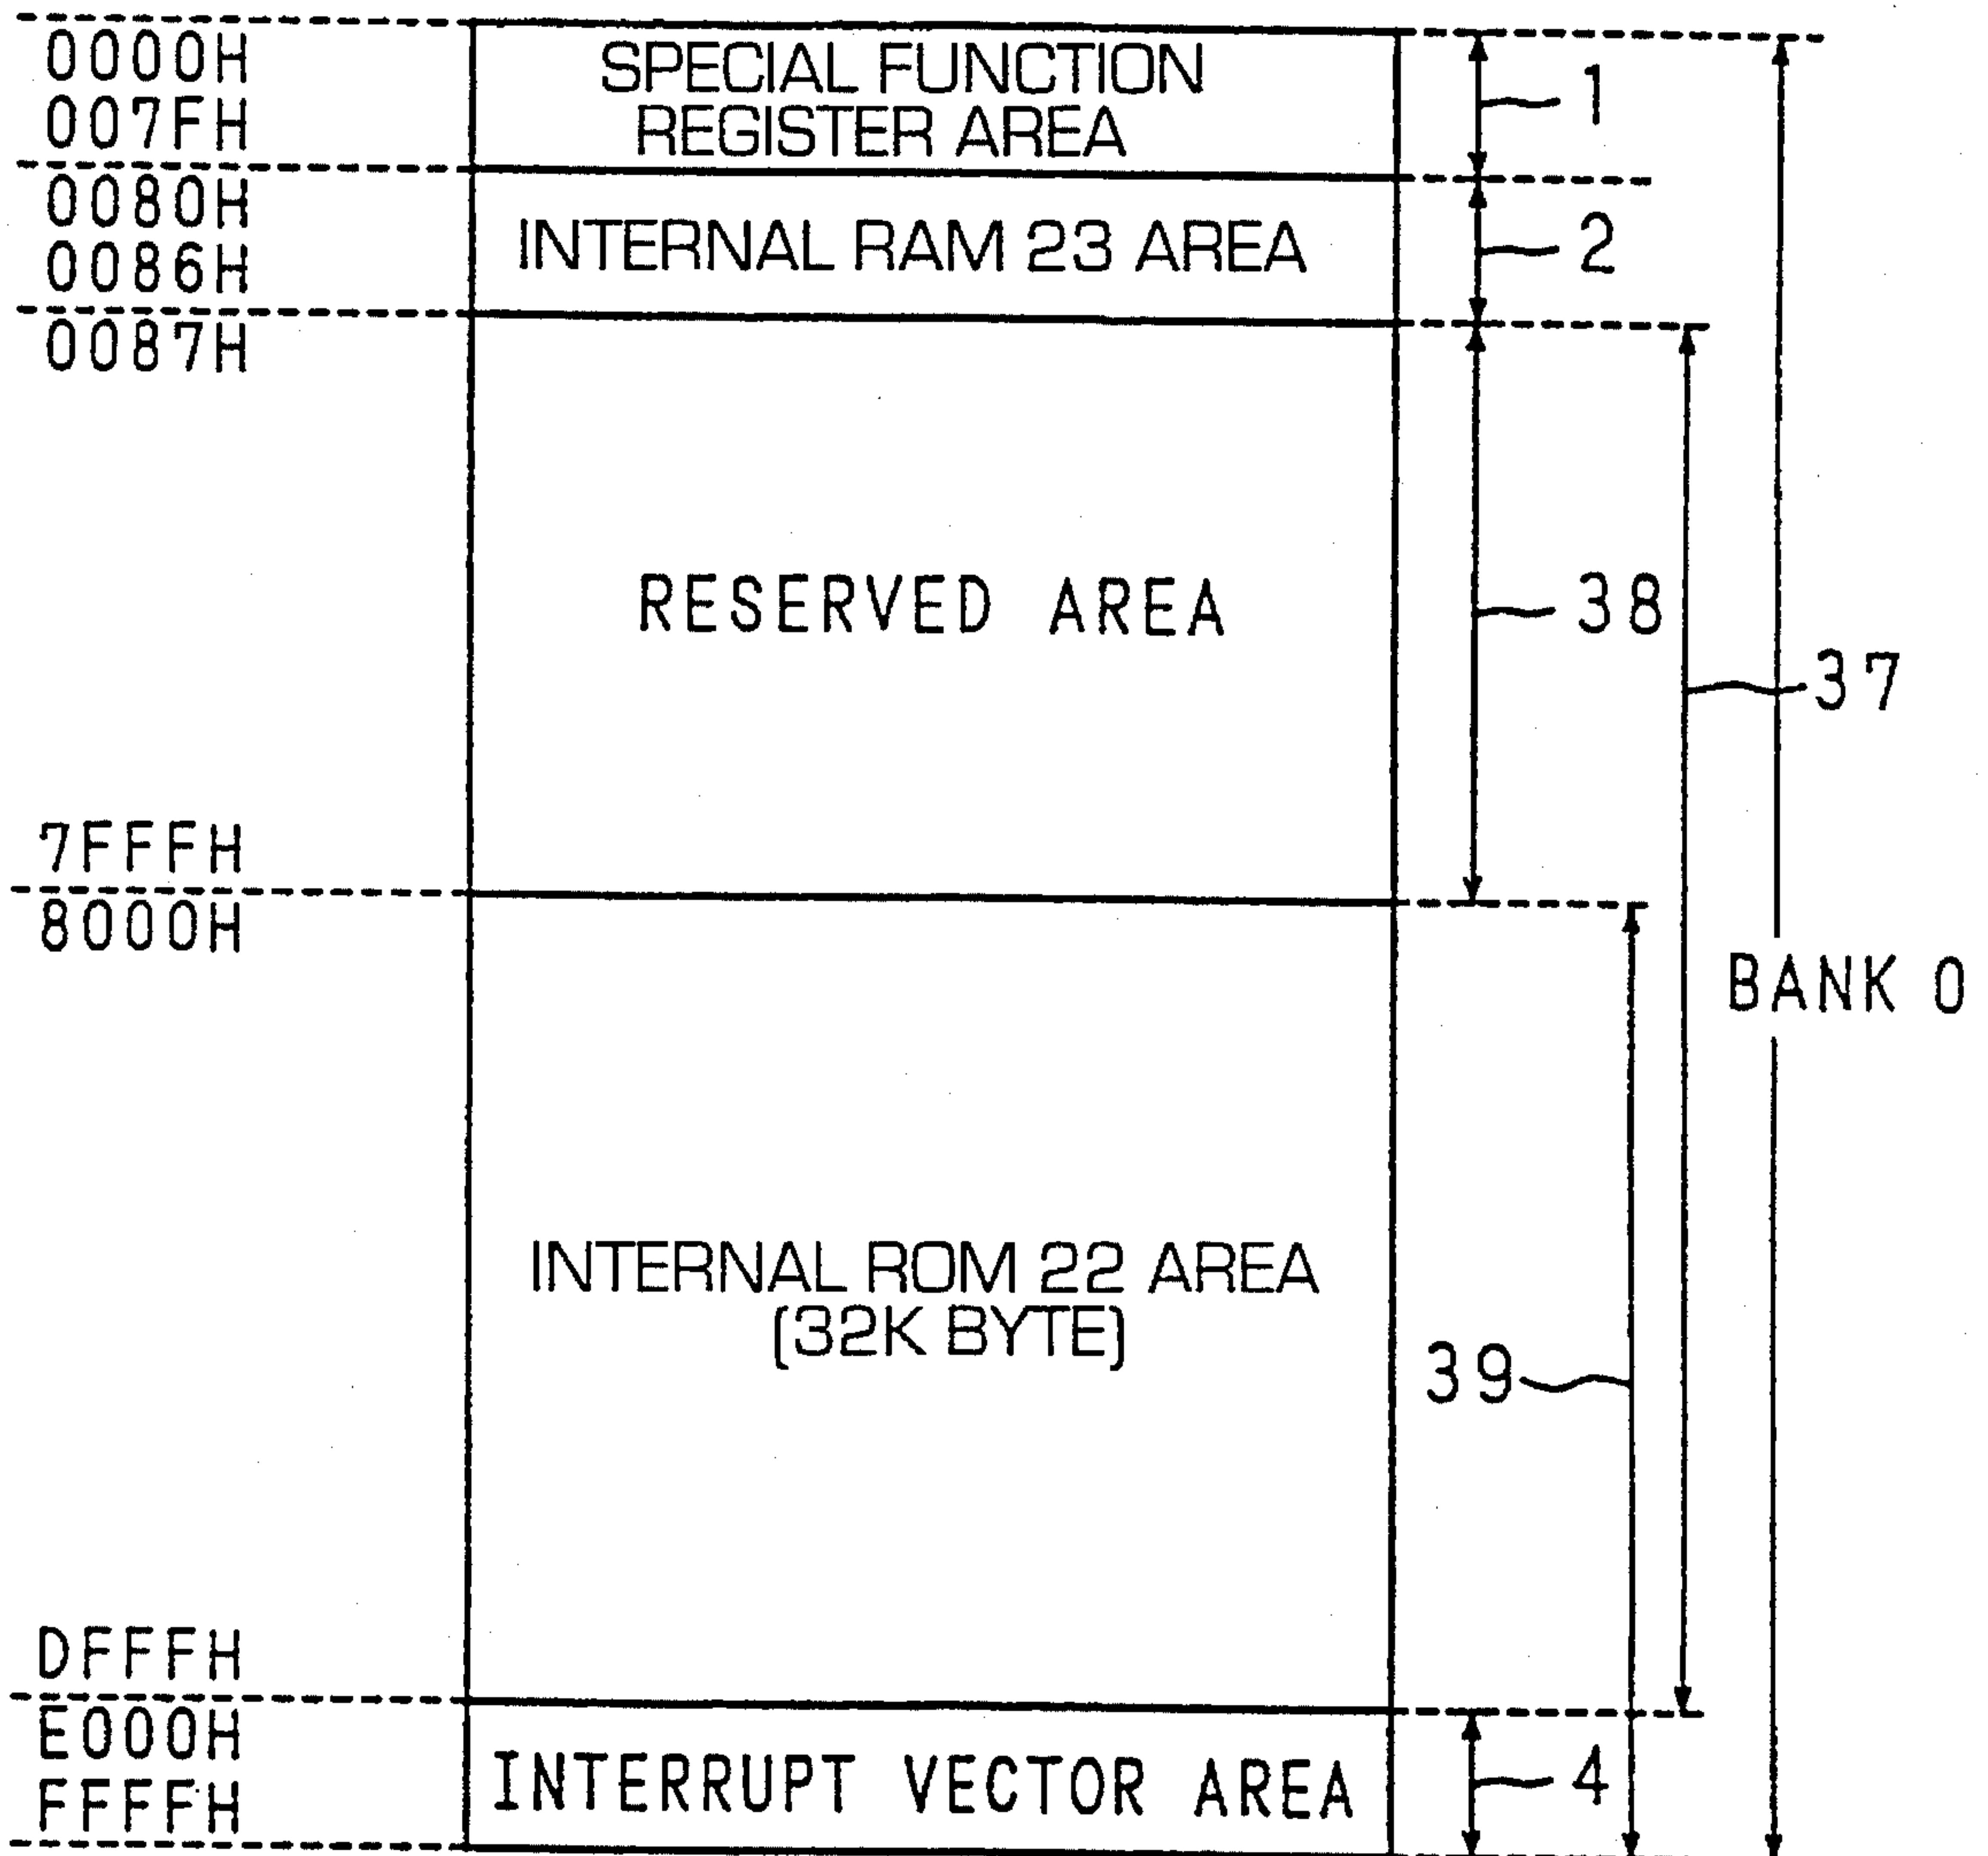 0000H
SPECIAL FUNCTION
REGISTER AREA
007FH
1
0080H
INTERNAL RAM 23 AREA
2
0086H
0087H
RESERVED AREA
38
37
7FFFH
8000H
BANK 0
INTERNAL ROM 22 AREA
(32K BYTE)
39
DFFFH
E000H
INTERRUPT VECTOR AREA
4
FFFFH